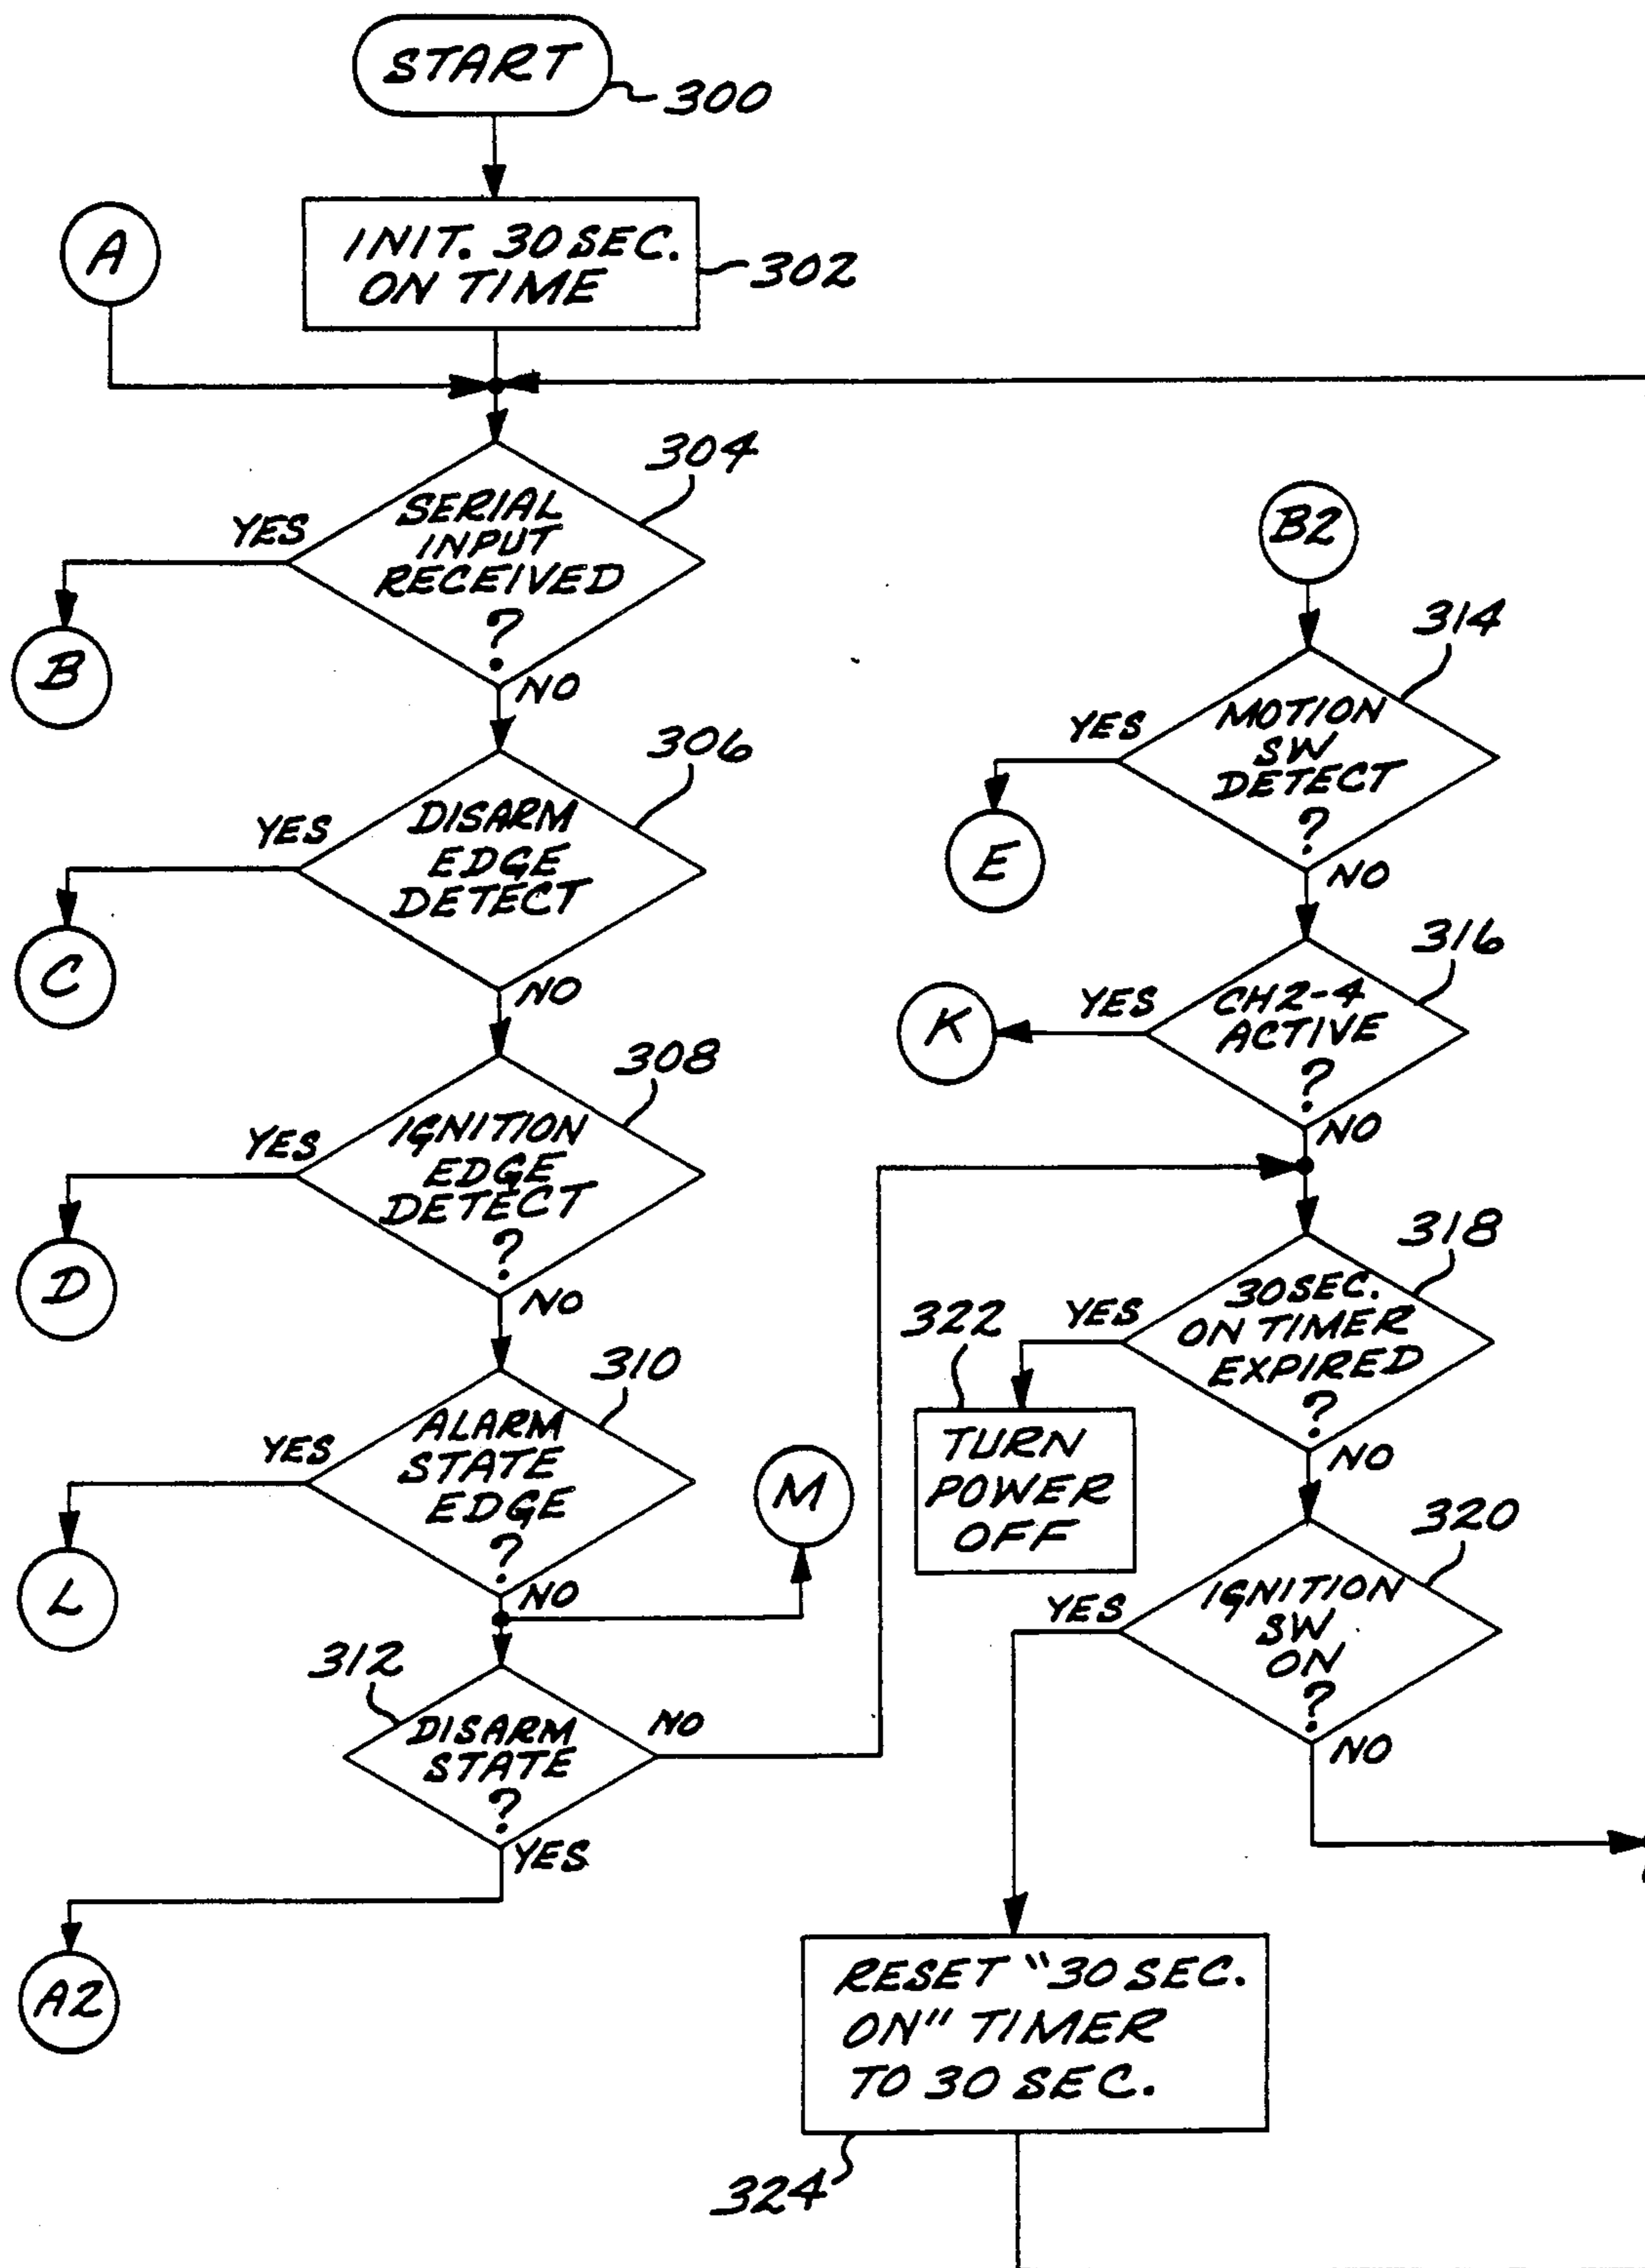 START
300
INIT. 30 SEC.
ON TIME
302
A
SERIAL
INPUT
RECEIVED
?
304
YES
NO
B
DISARM
EDGE
DETECT
306
YES
NO
C
IGNITION
EDGE
DETECT
?
308
YES
NO
D
ALARM
STATE
EDGE
?
310
YES
NO
L
M
DISARM
STATE
?
312
NO
YES
A2
B2
MOTION
SW
DETECT
?
314
YES
NO
E
CH2-4
ACTIVE
?
316
YES
NO
K
30 SEC.
ON TIMER
EXPIRED
?
318
YES
NO
322
TURN
POWER
OFF
IGNITION
SW
ON
?
320
YES
NO
RESET "30 SEC.
ON" TIMER
TO 30 SEC.
324